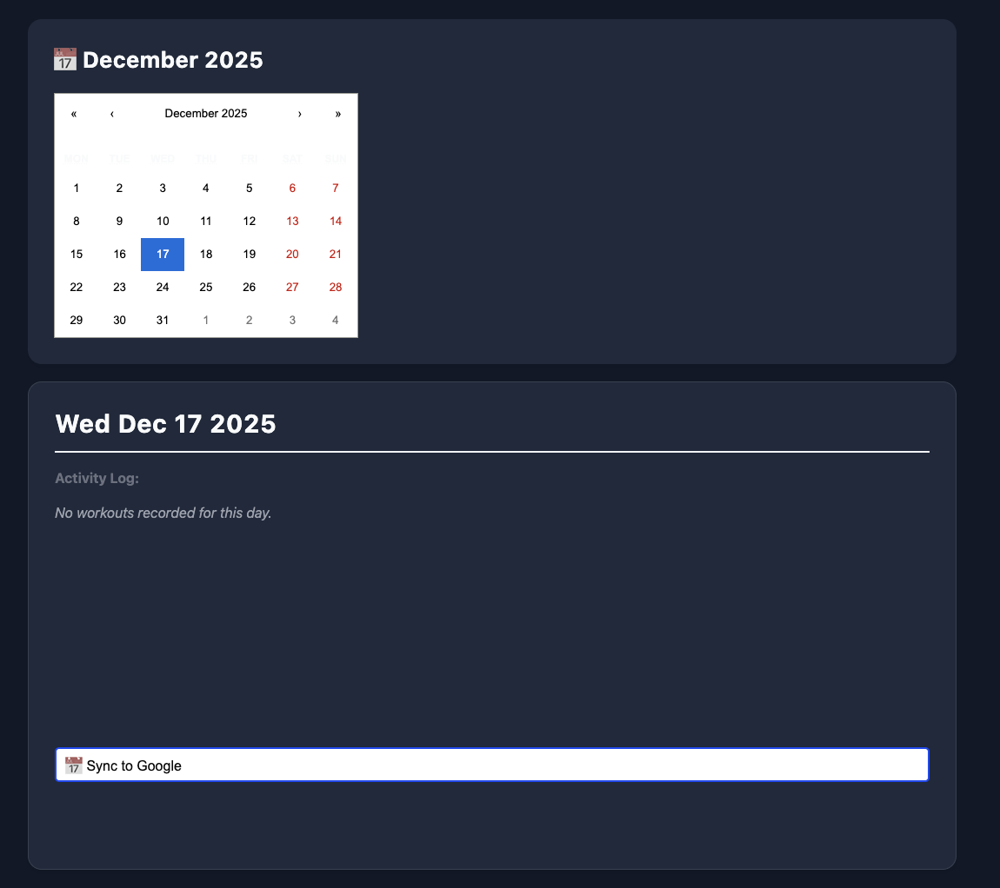 December 2025
« ‹ December 2025 › »
MON TUE WED THU FRI SAT SUN
1 2 3 4 5 6 7
8 9 10 11 12 13 14
15 16 17 18 19 20 21
22 23 24 25 26 27 28
29 30 31 1 2 3 4
Wed Dec 17 2025
Activity Log:
No workouts recorded for this day.
17 Sync to Google